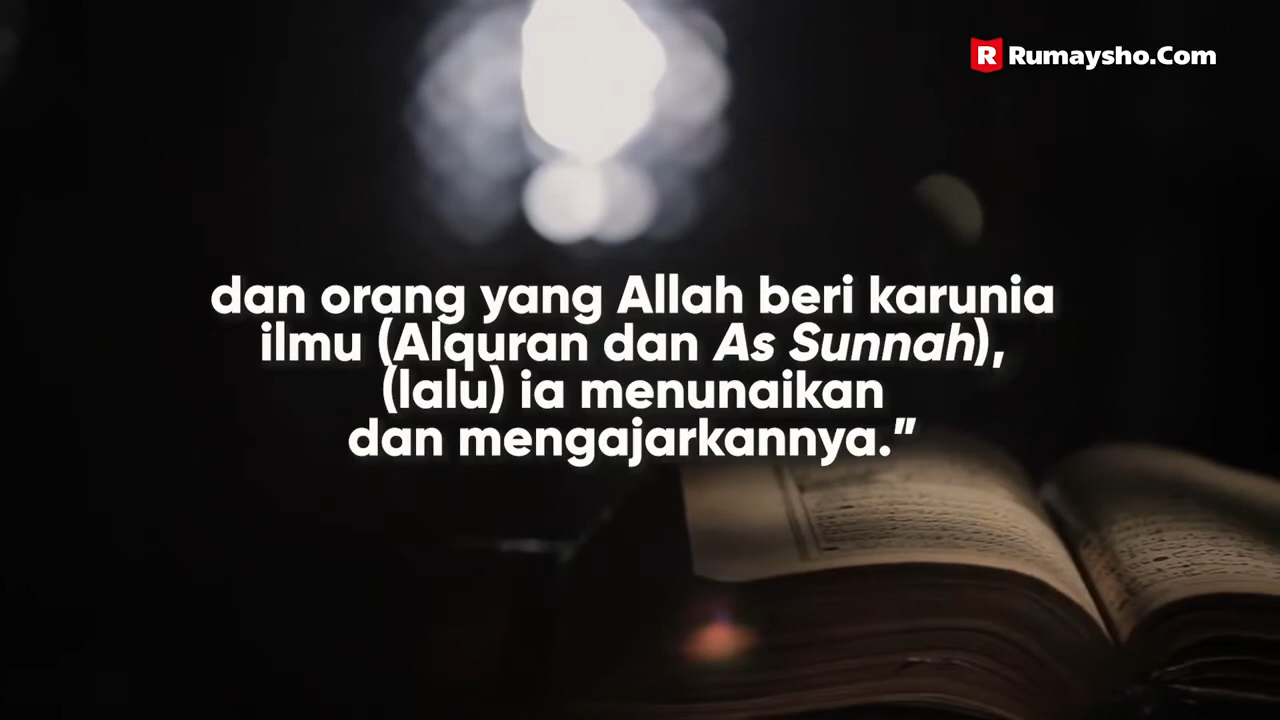 R Rumaysho.Com
dan orang yang Allah beri karunia
ilmu (Alquran dan As Sunnah),
(lalu) ia menunaikan
dan mengajarkannya.”